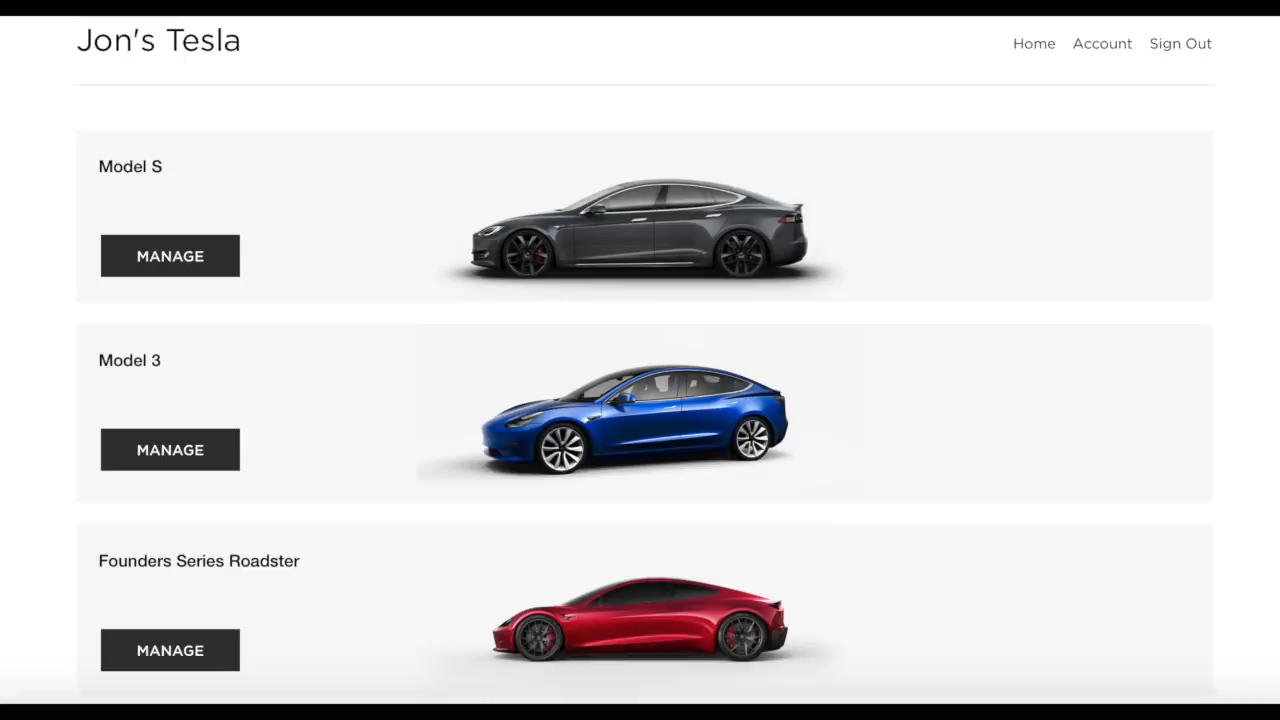 Jon's Tesla
Home Account Sign Out
Model S
MANAGE
Model 3
MANAGE
Founders Series Roadster
MANAGE